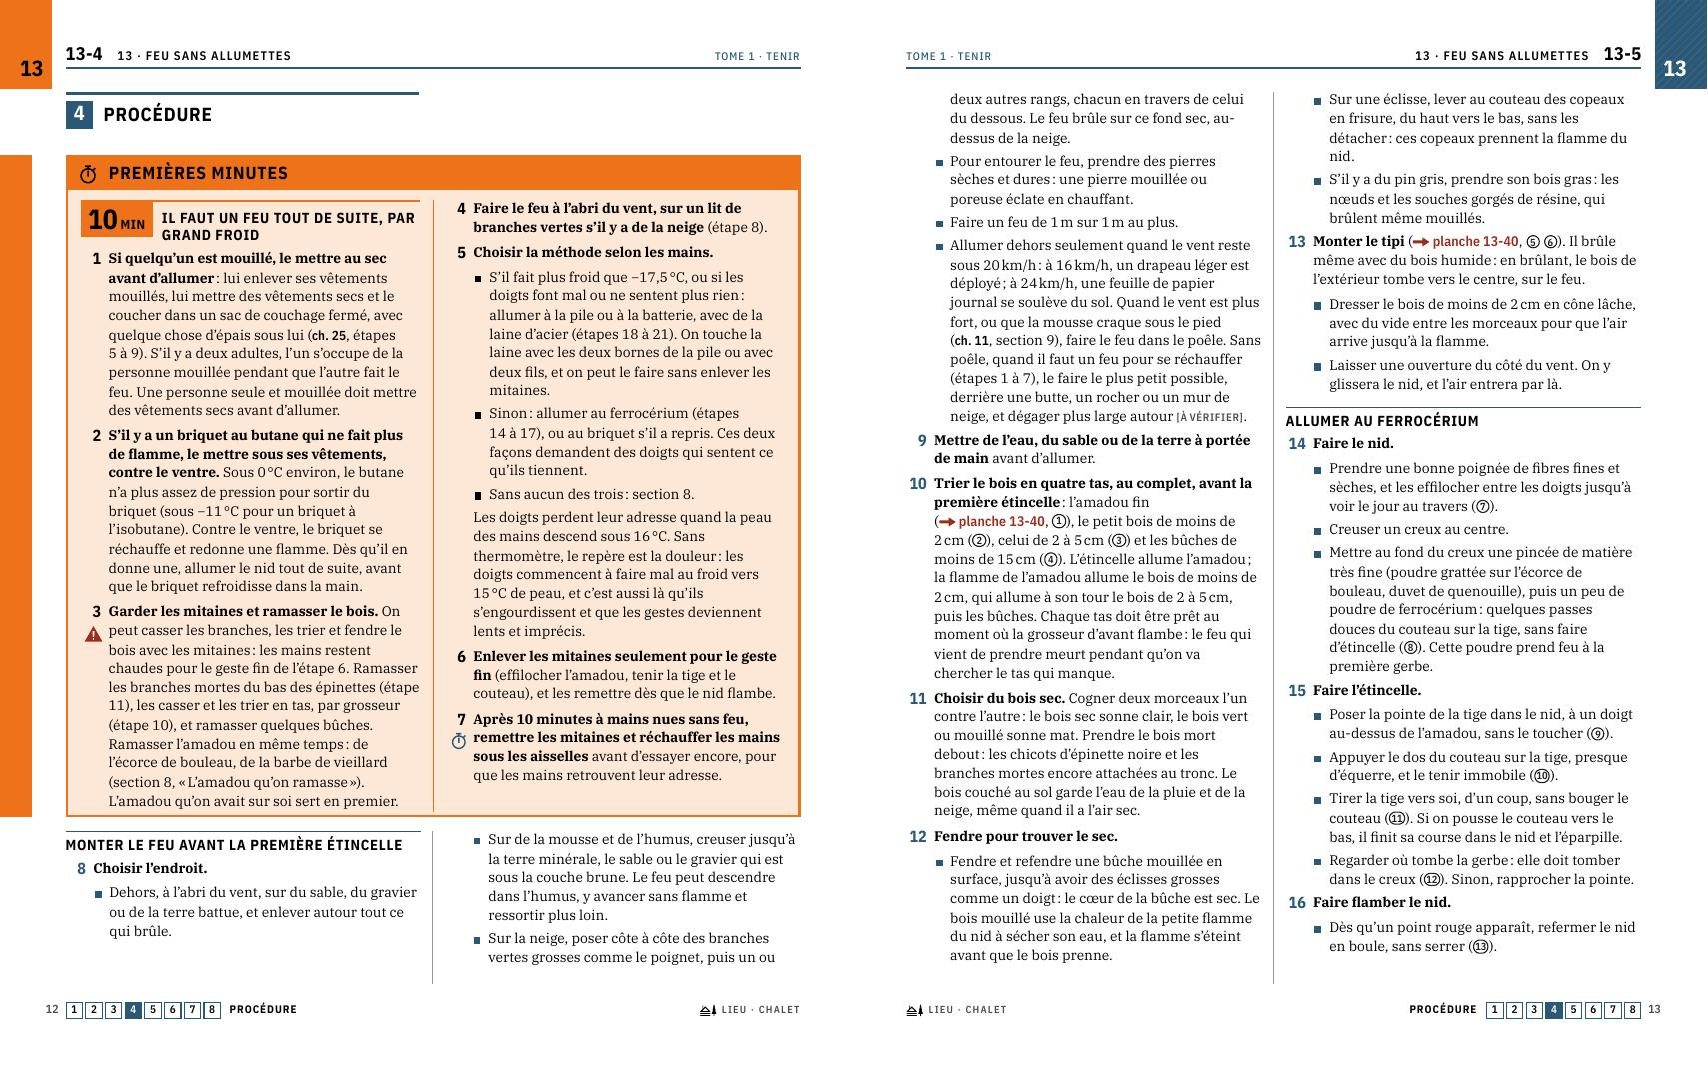 13
13-4 13 · FEU SANS ALLUMETTES
TOME 1 · TENIR
4 PROCÉDURE
PREMIÈRES MINUTES
10 MIN IL FAUT UN FEU TOUT DE SUITE, PAR
GRAND FROID
1 Si quelqu’un est mouillé, le mettre au sec
avant d’allumer : lui enlever ses vêtements
mouillés, lui mettre des vêtements secs et le
coucher dans un sac de couchage fermé, avec
quelque chose d’épais sous lui (ch. 25, étapes
5 à 9). S’il y a deux adultes, l’un s’occupe de la
personne mouillée pendant que l’autre fait le
feu. Une personne seule et mouillée doit mettre
des vêtements secs avant d’allumer.
2 S’il y a un briquet au butane qui ne fait plus
de flamme, le mettre sous ses vêtements,
contre le ventre. Sous 0 °C environ, le butane
n’a plus assez de pression pour sortir du
briquet (sous −11 °C pour un briquet à
l’isobutane). Contre le ventre, le briquet se
réchauffe et redonne une flamme. Dès qu’il en
donne une, allumer le nid tout de suite, avant
que le briquet refroidisse dans la main.
3 Garder les mitaines et ramasser le bois. On
peut casser les branches, les trier et fendre le
bois avec les mitaines : les mains restent
chaudes pour le geste fin de l’étape 6. Ramasser
les branches mortes du bas des épinettes (étape
11), les casser et les trier en tas, par grosseur
(étape 10), et ramasser quelques bûches.
Ramasser l’amadou en même temps : de
l’écorce de bouleau, de la barbe de vieillard
(section 8, « L’amadou qu’on ramasse »).
L’amadou qu’on avait sur soi sert en premier.
4 Faire le feu à l’abri du vent, sur un lit de
branches vertes s’il y a de la neige (étape 8).
5 Choisir la méthode selon les mains.
■ S’il fait plus froid que −17,5 °C, ou si les
doigts font mal ou ne sentent plus rien :
allumer à la pile ou à la batterie, avec de la
laine d’acier (étapes 18 à 21). On touche la
laine avec les deux bornes de la pile ou avec
deux fils, et on peut le faire sans enlever les
mitaines.
■ Sinon : allumer au ferrocérium (étapes
14 à 17), ou au briquet s’il a repris. Ces deux
façons demandent des doigts qui sentent ce
qu’ils tiennent.
■ Sans aucun des trois : section 8.
Les doigts perdent leur adresse quand la peau
des mains descend sous 16 °C. Sans
thermomètre, le repère est la douleur : les
doigts commencent à faire mal au froid vers
15 °C de peau, et c’est aussi là qu’ils
s’engourdissent et que les gestes deviennent
lents et imprécis.
6 Enlever les mitaines seulement pour le geste
fin (effilocher l’amadou, tenir la tige et le
couteau), et les remettre dès que le nid flambe.
7 Après 10 minutes à mains nues sans feu,
remettre les mitaines et réchauffer les mains
sous les aisselles avant d’essayer encore, pour
que les mains retrouvent leur adresse.
MONTER LE FEU AVANT LA PREMIÈRE ÉTINCELLE
8 Choisir l’endroit.
■ Dehors, à l’abri du vent, sur du sable, du gravier
ou de la terre battue, et enlever autour tout ce
qui brûle.
■ Sur de la mousse et de l’humus, creuser jusqu’à
la terre minérale, le sable ou le gravier qui est
sous la couche brune. Le feu peut descendre
dans l’humus, y avancer sans flamme et
ressortir plus loin.
■ Sur la neige, poser côte à côte des branches
vertes grosses comme le poignet, puis un ou
12 1 2 3 4 5 6 7 8 PROCÉDURE
LIEU · CHALET
TOME 1 · TENIR
13 · FEU SANS ALLUMETTES 13-5
13
deux autres rangs, chacun en travers de celui
du dessous. Le feu brûle sur ce fond sec, au-
dessus de la neige.
■ Pour entourer le feu, prendre des pierres
sèches et dures : une pierre mouillée ou
poreuse éclate en chauffant.
■ Faire un feu de 1 m sur 1 m au plus.
■ Allumer dehors seulement quand le vent reste
sous 20 km/h : à 16 km/h, un drapeau léger est
déployé ; à 24 km/h, une feuille de papier
journal se soulève du sol. Quand le vent est plus
fort, ou que la mousse craque sous le pied
(ch. 11, section 9), faire le feu dans le poêle. Sans
poêle, quand il faut un feu pour se réchauffer
(étapes 1 à 7), le faire le plus petit possible,
derrière une butte, un rocher ou un mur de
neige, et dégager plus large autour [À VÉRIFIER].
9 Mettre de l’eau, du sable ou de la terre à portée
de main avant d’allumer.
10 Trier le bois en quatre tas, au complet, avant la
première étincelle : l’amadou fin
(➡ planche 13-40, ①), le petit bois de moins de
2 cm (②), celui de 2 à 5 cm (③) et les bûches de
moins de 15 cm (④). L’étincelle allume l’amadou ;
la flamme de l’amadou allume le bois de moins de
2 cm, qui allume à son tour le bois de 2 à 5 cm,
puis les bûches. Chaque tas doit être prêt au
moment où la grosseur d’avant flambe : le feu qui
vient de prendre meurt pendant qu’on va
chercher le tas qui manque.
11 Choisir du bois sec. Cogner deux morceaux l’un
contre l’autre : le bois sec sonne clair, le bois vert
ou mouillé sonne mat. Prendre le bois mort
debout : les chicots d’épinette noire et les
branches mortes encore attachées au tronc. Le
bois couché au sol garde l’eau de la pluie et de la
neige, même quand il a l’air sec.
12 Fendre pour trouver le sec.
■ Fendre et refendre une bûche mouillée en
surface, jusqu’à avoir des éclisses grosses
comme un doigt : le cœur de la bûche est sec. Le
bois mouillé use la chaleur de la petite flamme
du nid à sécher son eau, et la flamme s’éteint
avant que le bois prenne.
■ Sur une éclisse, lever au couteau des copeaux
en frisure, du haut vers le bas, sans les
détacher : ces copeaux prennent la flamme du
nid.
■ S’il y a du pin gris, prendre son bois gras : les
nœuds et les souches gorgés de résine, qui
brûlent même mouillés.
13 Monter le tipi (➡ planche 13-40, ⑤ ⑥). Il brûle
même avec du bois humide : en brûlant, le bois de
l’extérieur tombe vers le centre, sur le feu.
■ Dresser le bois de moins de 2 cm en cône lâche,
avec du vide entre les morceaux pour que l’air
arrive jusqu’à la flamme.
■ Laisser une ouverture du côté du vent. On y
glissera le nid, et l’air entrera par là.
ALLUMER AU FERROCÉRIUM
14 Faire le nid.
■ Prendre une bonne poignée de fibres fines et
sèches, et les effilocher entre les doigts jusqu’à
voir le jour au travers (⑦).
■ Creuser un creux au centre.
■ Mettre au fond du creux une pincée de matière
très fine (poudre grattée sur l’écorce de
bouleau, duvet de quenouille), puis un peu de
poudre de ferrocérium : quelques passes
douces du couteau sur la tige, sans faire
d’étincelle (⑧). Cette poudre prend feu à la
première gerbe.
15 Faire l’étincelle.
■ Poser la pointe de la tige dans le nid, à un doigt
au-dessus de l’amadou, sans le toucher (⑨).
■ Appuyer le dos du couteau sur la tige, presque
d’équerre, et le tenir immobile (⑩).
■ Tirer la tige vers soi, d’un coup, sans bouger le
couteau (⑪). Si on pousse le couteau vers le
bas, il finit sa course dans le nid et l’éparpille.
■ Regarder où tombe la gerbe : elle doit tomber
dans le creux (⑫). Sinon, rapprocher la pointe.
16 Faire flamber le nid.
■ Dès qu’un point rouge apparaît, refermer le nid
en boule, sans serrer (⑬).
LIEU · CHALET
PROCÉDURE 1 2 3 4 5 6 7 8 13